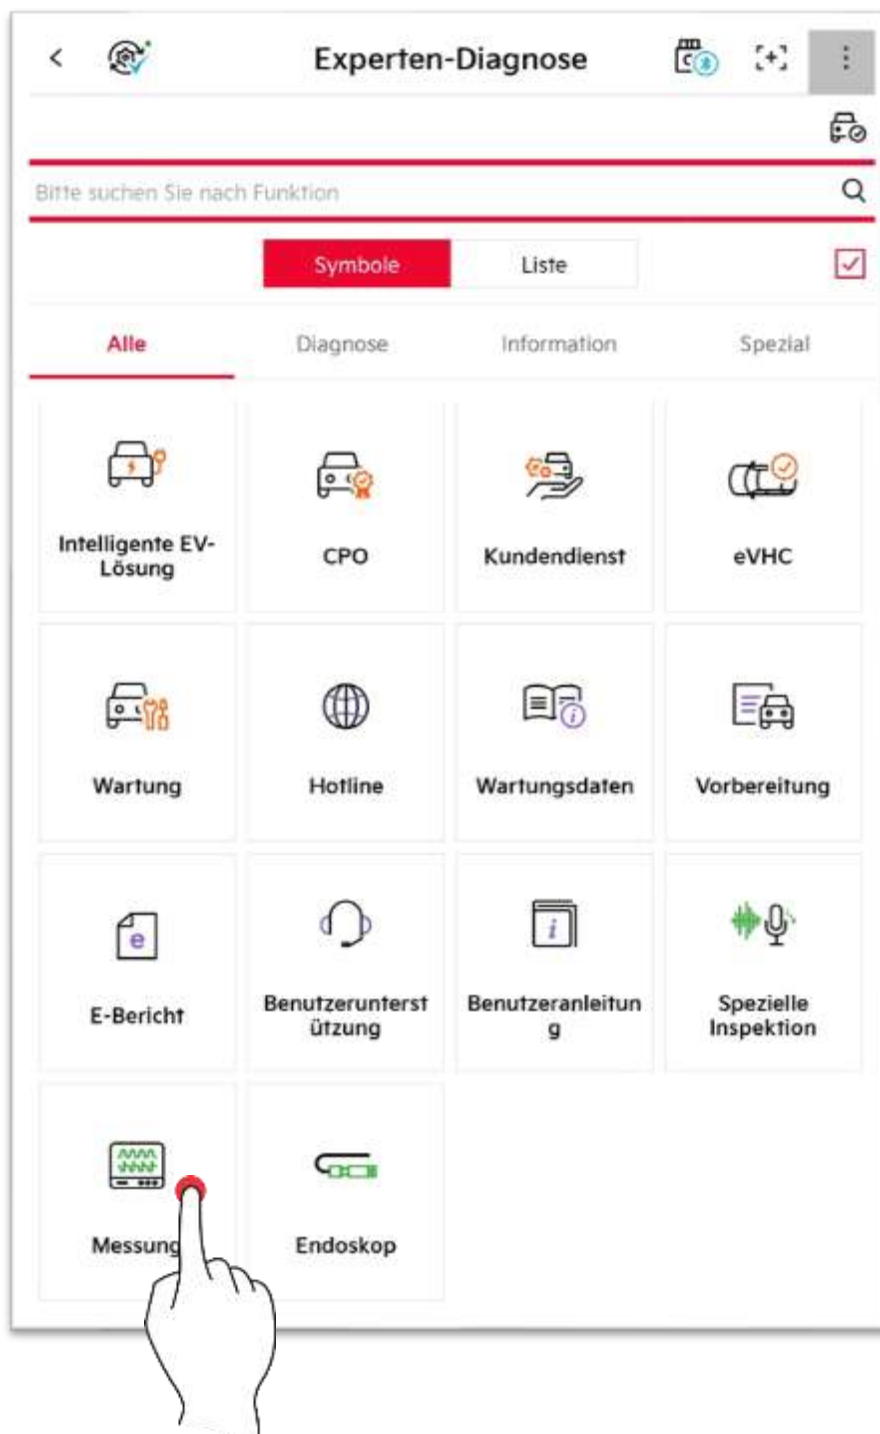 Experten-Diagnose
Bitte suchen Sie nach Funktion
Symbole
Liste
Alle
Diagnose
Information
Spezial
Intelligente EV-
Lösung
CPO
Kundendienst
eVHC
Wartung
Hotline
Wartungsdaten
Vorbereitung
e
E-Bericht
Benutzerunterst
ützung
i
Benutzeranleitun
g
Spezielle
Inspektion
Messung
Endoskop